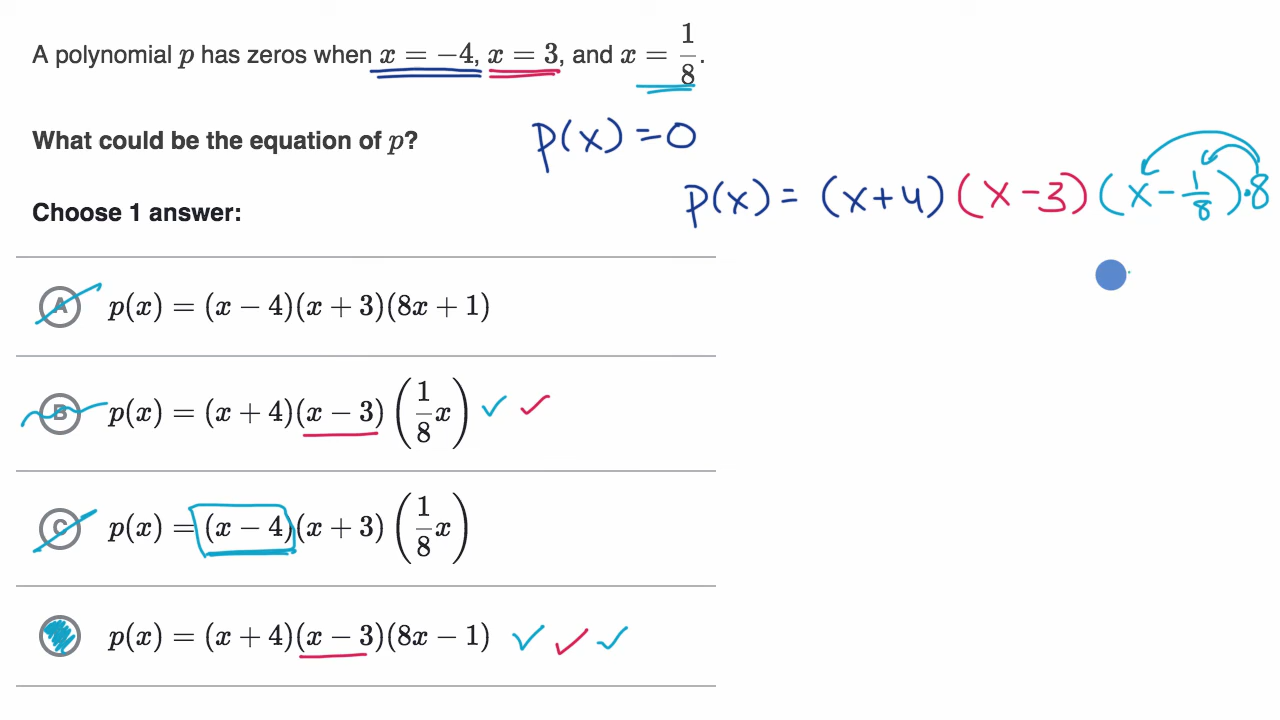 A polynomial p has zeros when x = −4, x = 3, and x = 1/8.
What could be the equation of p?
p(x) = 0
p(x) = (x+4)(x−3)(x−1/8)·8
Choose 1 answer:
A p(x) = (x − 4)(x + 3)(8x + 1)
B p(x) = (x + 4)(x − 3)(1/8 x) ✓ ✓
C p(x) = (x − 4)(x + 3)(1/8 x)
p(x) = (x + 4)(x − 3)(8x − 1) ✓ ✓ ✓